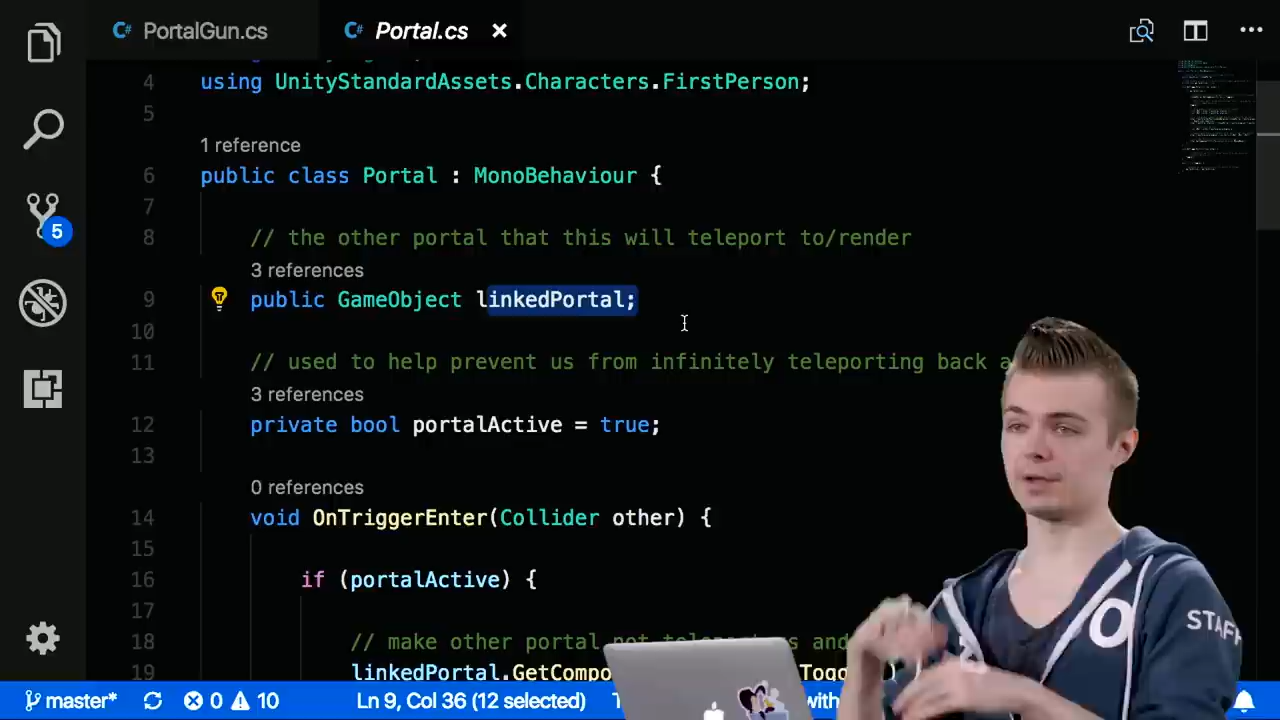 PortalGun.cs
Portal.cs
4 using UnityStandardAssets.Characters.FirstPerson;
5
1 reference
6 public class Portal : MonoBehaviour {
7
8 // the other portal that this will teleport to/render
3 references
9 public GameObject linkedPortal;
10
11 // used to help prevent us from infinitely teleporting back
3 references
12 private bool portalActive = true;
13
0 references
14 void OnTriggerEnter(Collider other) {
15
16 if (portalActive) {
17
18 // make other portal not and
19 linkedPortal.
5
master* 0 10 Ln 9, Col 36 (12 selected)
STAFF